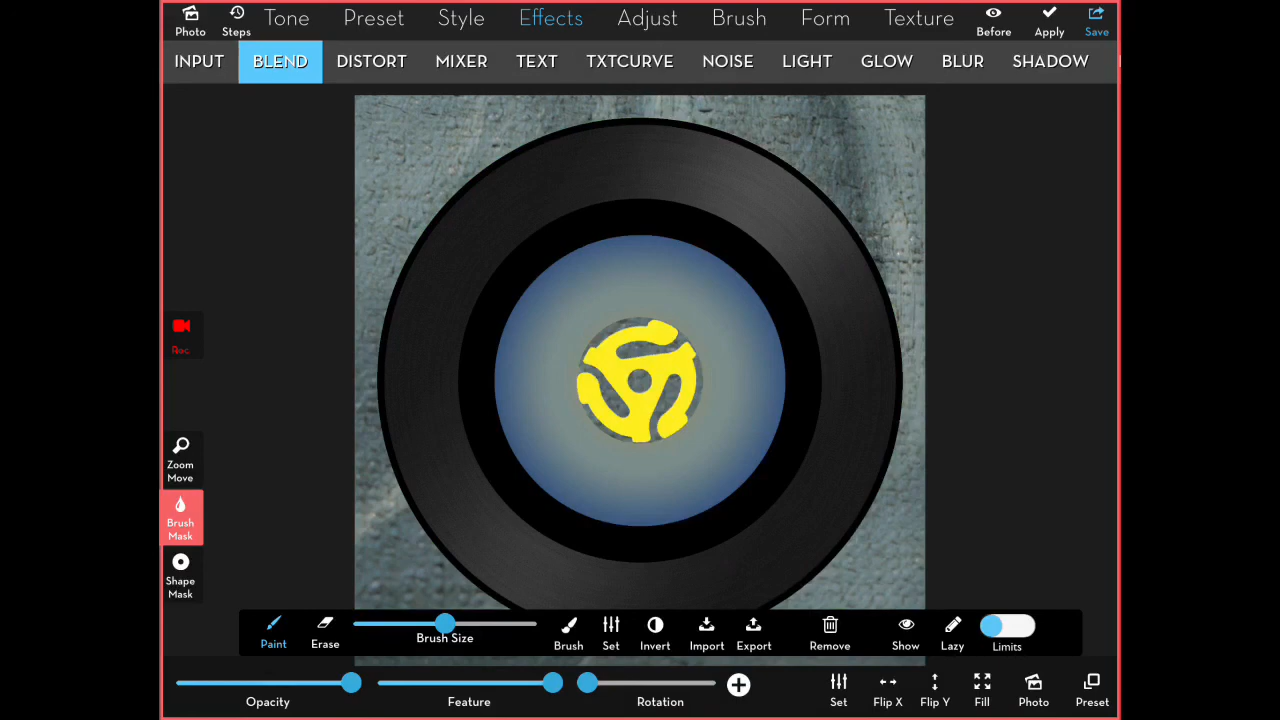 Photo Steps Tone Preset Style Effects Adjust Brush Form Texture Before Apply Save
INPUT BLEND DISTORT MIXER TEXT TXTCURVE NOISE LIGHT GLOW BLUR SHADOW
Rec
Zoom
Move
Brush
Mask
Shape
Mask
Paint Erase Brush Size Brush Set Invert Import Export Remove Show Lazy Limits
Opacity Feature Rotation Set Flip X Flip Y Fill Photo Preset